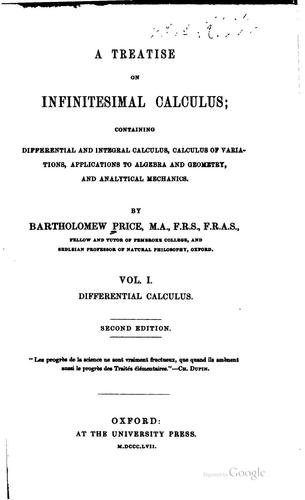 A TREATISE
ON
INFINITESIMAL CALCULUS;
CONTAINING
DIFFERENTIAL AND INTEGRAL CALCULUS, CALCULUS OF VARIA-
TIONS, APPLICATIONS TO ALGEBRA AND GEOMETRY,
AND ANALYTICAL MECHANICS.
BY
BARTHOLOMEW PRICE, M.A., F.R.S., F.R.A.S.,
FELLOW AND TUTOR OF PEMBROKE COLLEGE, AND
SEDLEIAN PROFESSOR OF NATURAL PHILOSOPHY, OXFORD.
VOL. I.
DIFFERENTIAL CALCULUS.
SECOND EDITION.
"Les progrès de la science ne sont vraiment fructueux, que quand ils amènent
aussi le progrès des Traités élémentaires."—CH. DUPIN.
OXFORD:
AT THE UNIVERSITY PRESS.
M.DCCC.LVII.
Digitized by Google